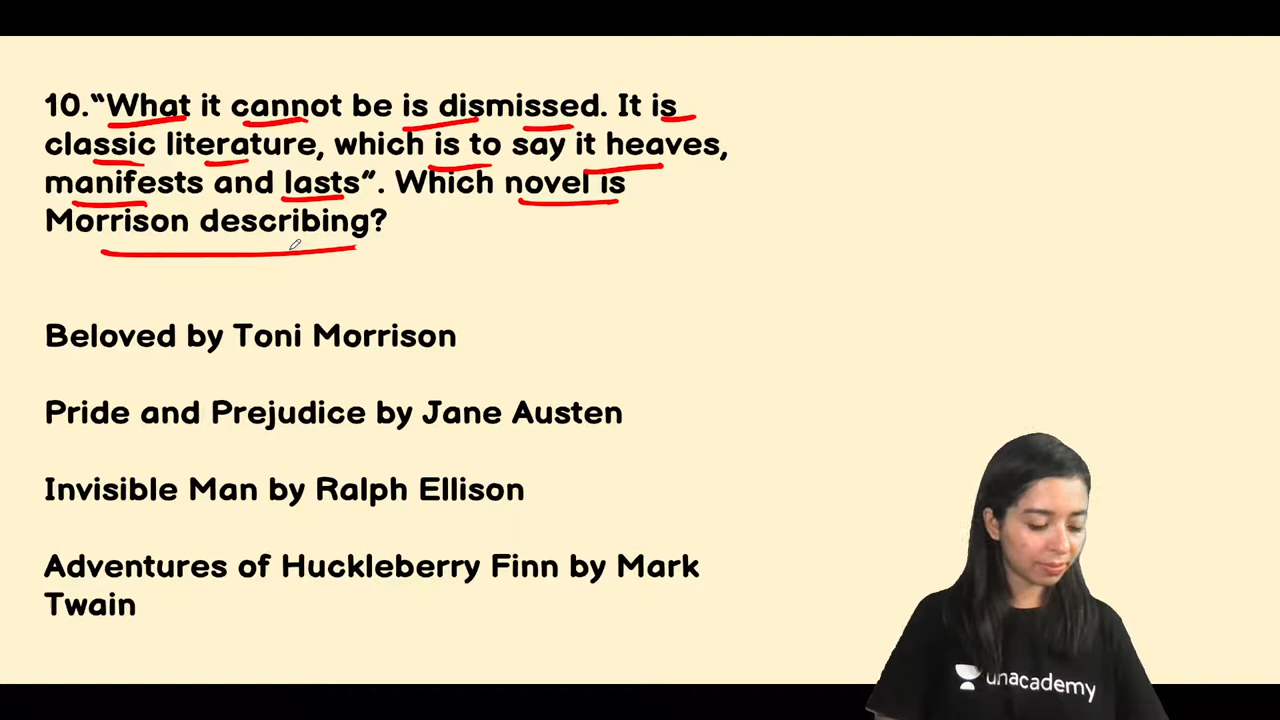 10.“What it cannot be is dismissed. It is
classic literature, which is to say it heaves,
manifests and lasts”. Which novel is
Morrison describing?
Beloved by Toni Morrison
Pride and Prejudice by Jane Austen
Invisible Man by Ralph Ellison
Adventures of Huckleberry Finn by Mark
Twain
unacademy